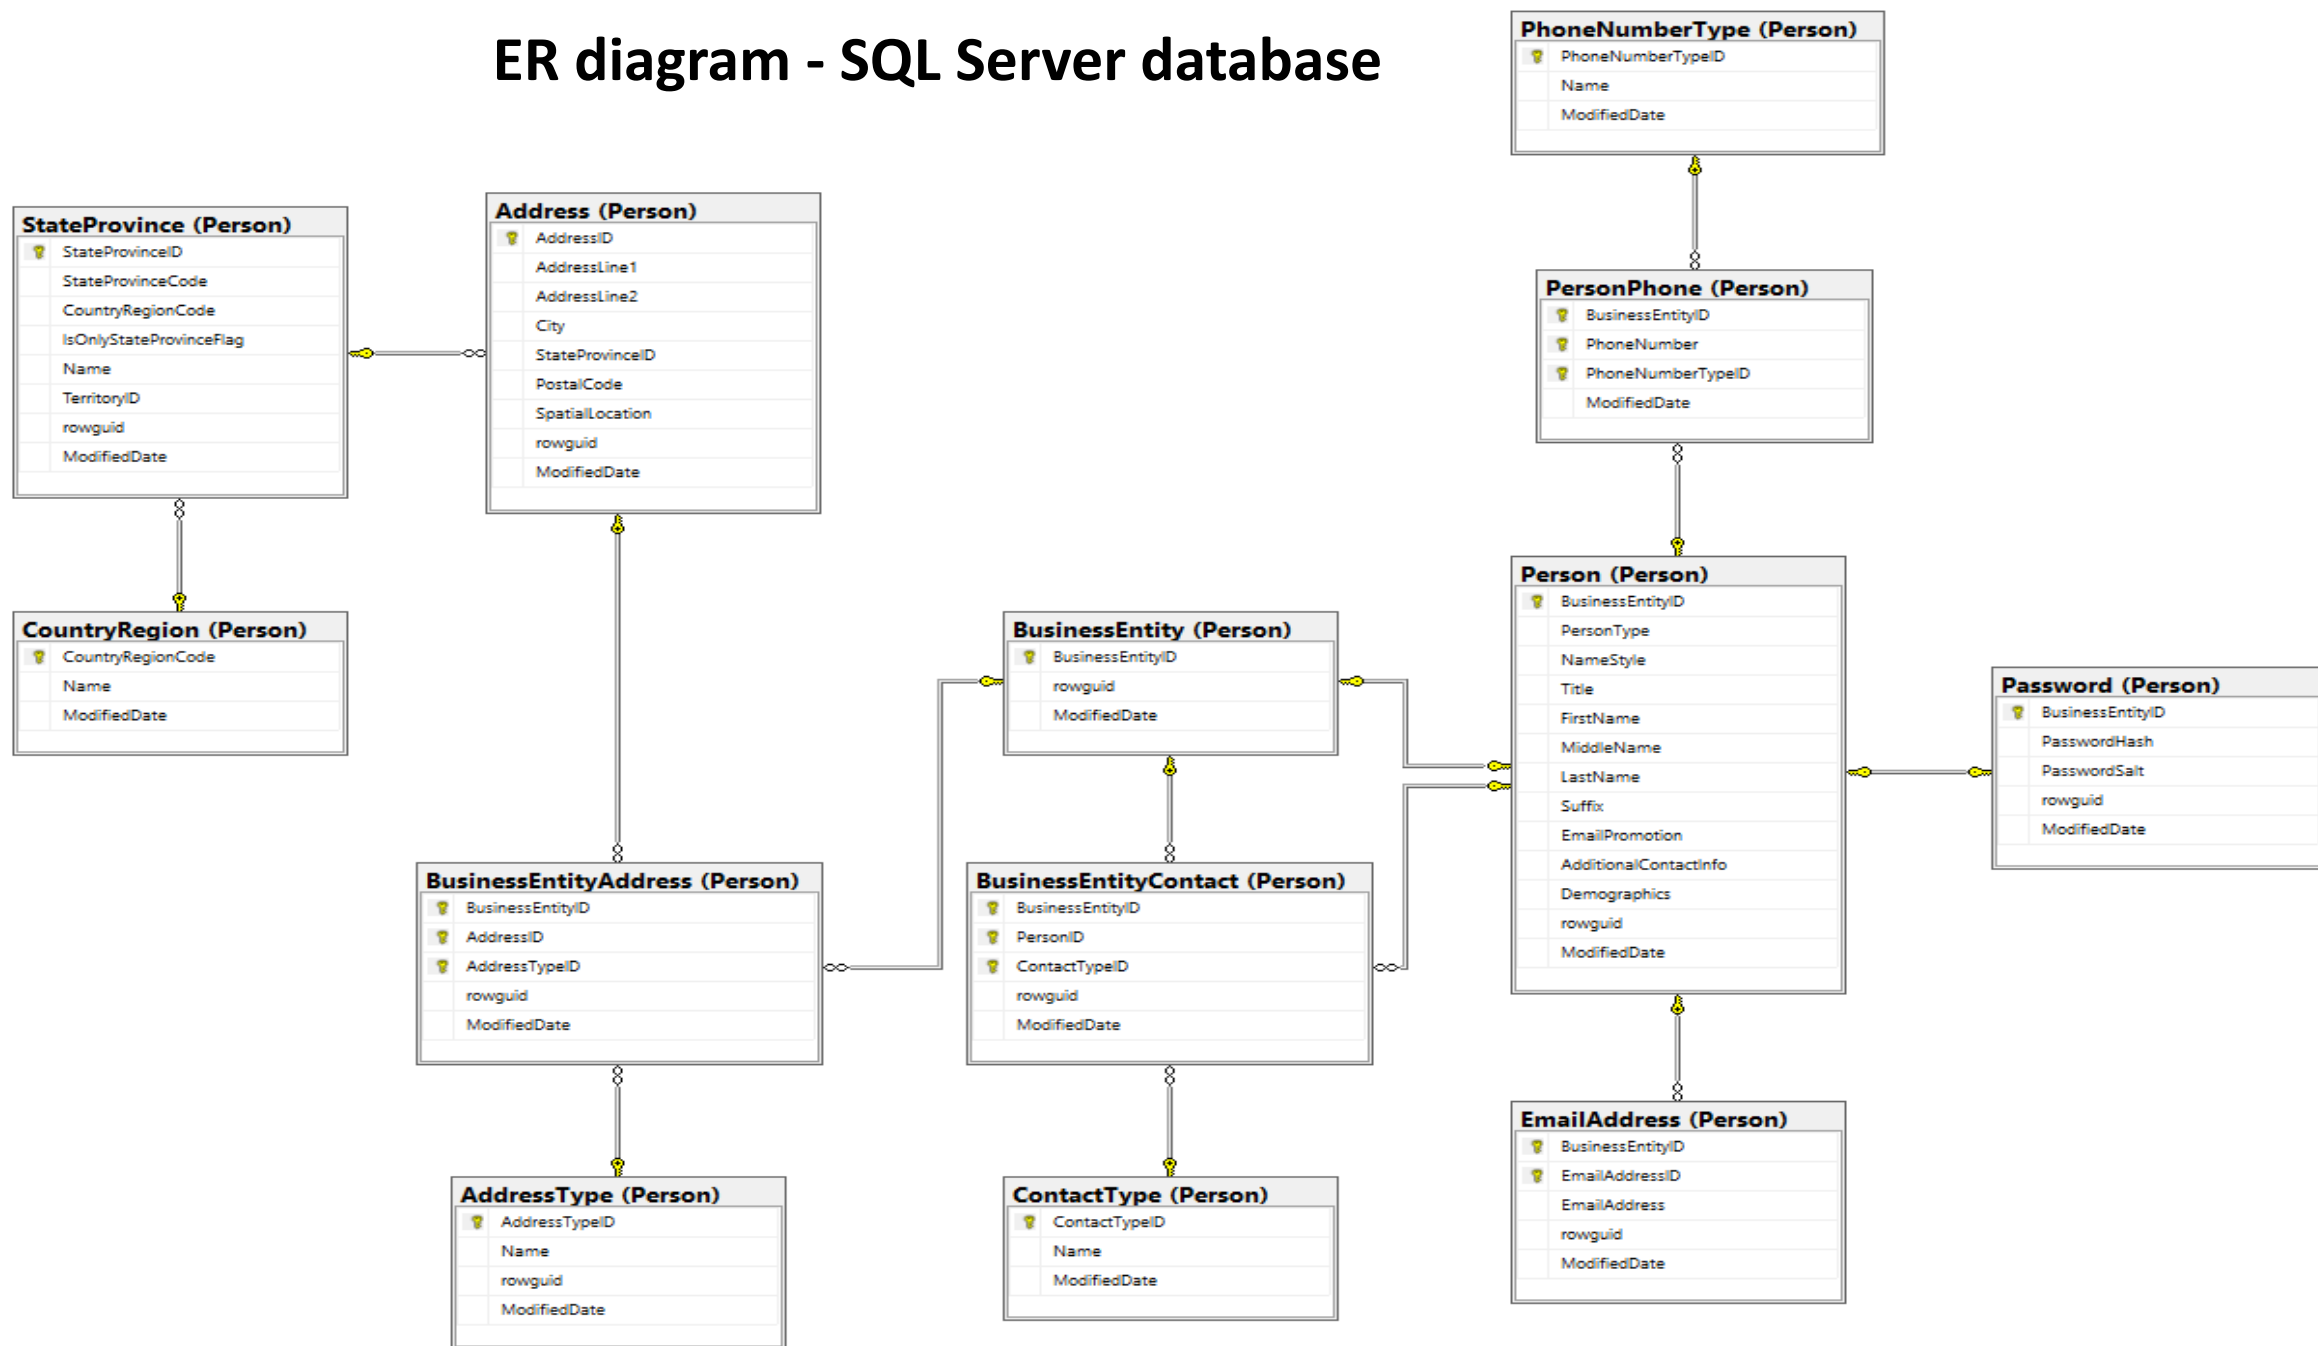 ER diagram - SQL Server database
PhoneNumberType (Person)
PhoneNumberTypeID
Name
ModifiedDate
StateProvince (Person)
StateProvinceID
StateProvinceCode
CountryRegionCode
IsOnlyStateProvinceFlag
Name
TerritoryID
rowguid
ModifiedDate
Address (Person)
AddressID
AddressLine1
AddressLine2
City
StateProvinceID
PostalCode
SpatialLocation
rowguid
ModifiedDate
PersonPhone (Person)
BusinessEntityID
PhoneNumber
PhoneNumberTypeID
ModifiedDate
CountryRegion (Person)
CountryRegionCode
Name
ModifiedDate
BusinessEntity (Person)
BusinessEntityID
rowguid
ModifiedDate
Person (Person)
BusinessEntityID
PersonType
NameStyle
Title
FirstName
MiddleName
LastName
Suffix
EmailPromotion
AdditionalContactInfo
Demographics
rowguid
ModifiedDate
Password (Person)
BusinessEntityID
PasswordHash
PasswordSalt
rowguid
ModifiedDate
BusinessEntityAddress (Person)
BusinessEntityID
AddressID
AddressTypeID
rowguid
ModifiedDate
BusinessEntityContact (Person)
BusinessEntityID
PersonID
ContactTypeID
rowguid
ModifiedDate
AddressType (Person)
AddressTypeID
Name
rowguid
ModifiedDate
ContactType (Person)
ContactTypeID
Name
ModifiedDate
EmailAddress (Person)
BusinessEntityID
EmailAddressID
EmailAddress
rowguid
ModifiedDate